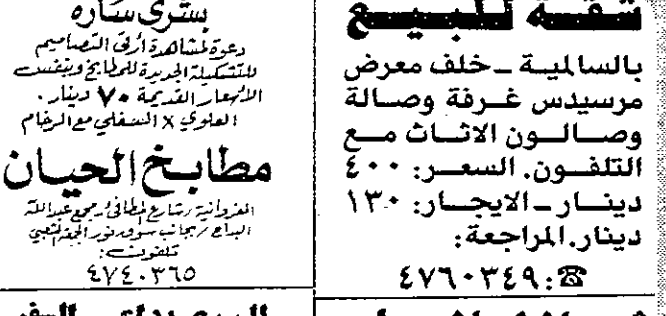 شقة للبيع
بالسالمية ـ خلف معرض
مرسيدس غرفة وصالة
وصالون الاثاث مع
التلفون. السعر: ٤٠٠
دينار ـ الايجار: ١٣٠
دينار. المراجعة:
☎: ٤٧٦٠٣٤٩
بشرى سارة
دعوة لمشاهدة أرقى التصاميم
للتشكيلة الجديدة للمطابخ وبنفس
الأسعار القديمة ٧٠ دينار.
العلوي × السفلي مع الرخام
مطابخ الحيان
تلفون:
٤٧٤٠٣٦٥